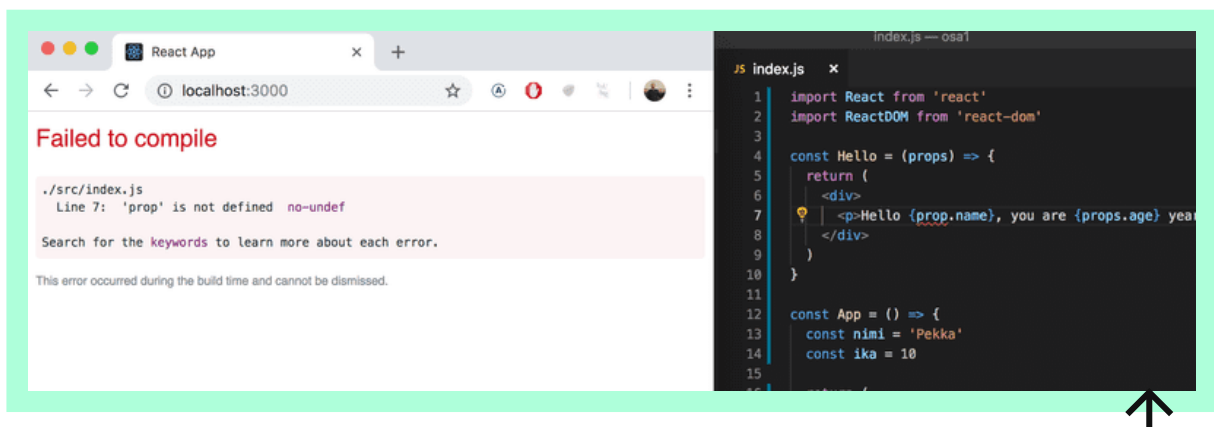 React App
localhost:3000
Failed to compile
./src/index.js
Line 7: 'prop' is not defined no-undef
Search for the keywords to learn more about each error.
This error occurred during the build time and cannot be dismissed.
index.js — osa1
JS index.js ×
1 import React from 'react'
2 import ReactDOM from 'react-dom'
3
4 const Hello = (props) => {
5 return (
6 <div>
7 <p>Hello {prop.name}, you are {props.age} yea
8 </div>
9 )
10 }
11
12 const App = () => {
13 const nimi = 'Pekka'
14 const ika = 10
15